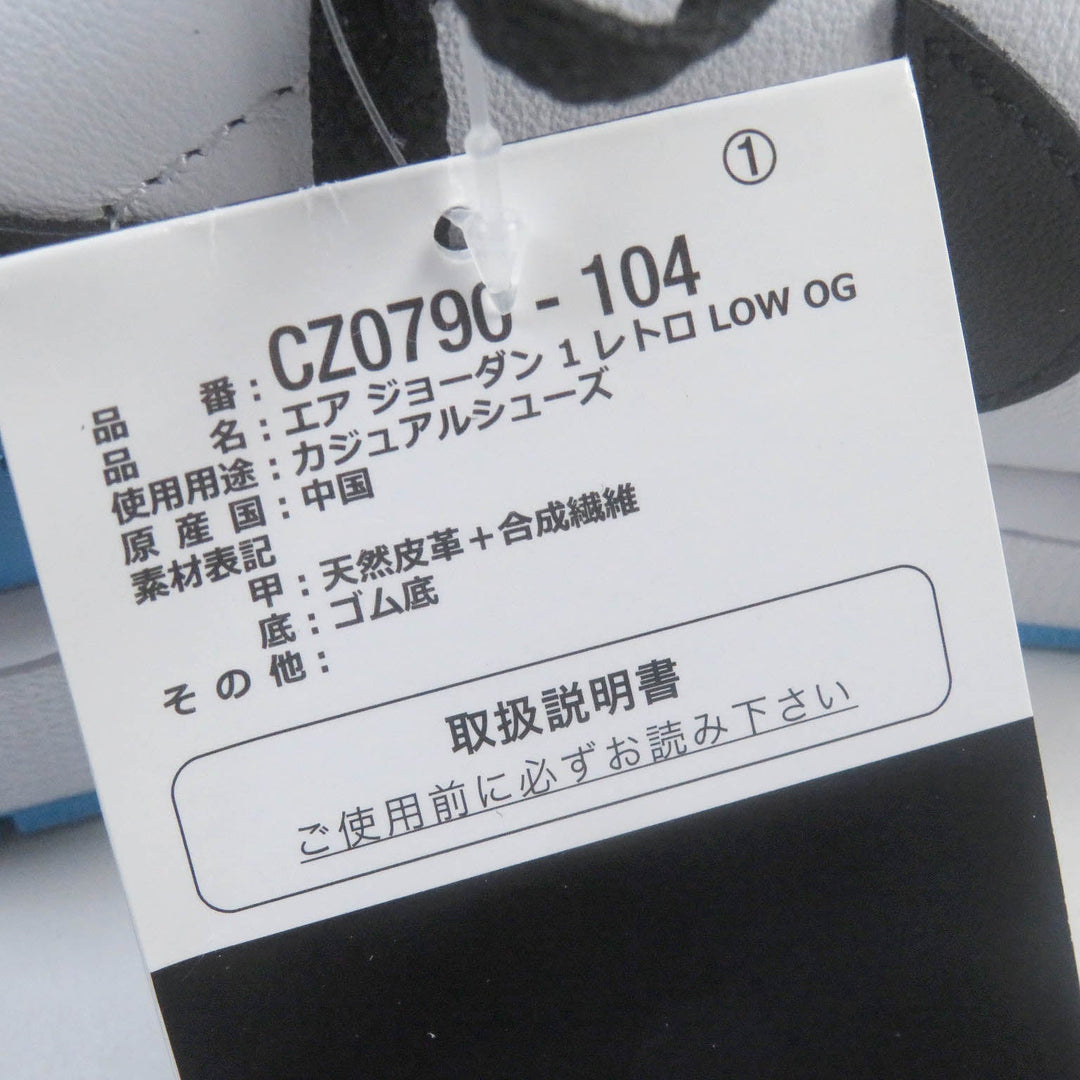 ①
品番：CZ0790 - 104
品名：エア ジョーダン 1 レトロ LOW OG
使用用途：カジュアルシューズ
原産国：中国
素材表記
甲：天然皮革＋合成繊維
底：ゴム底
その他：
取扱説明書
ご使用前に必ずお読み下さい